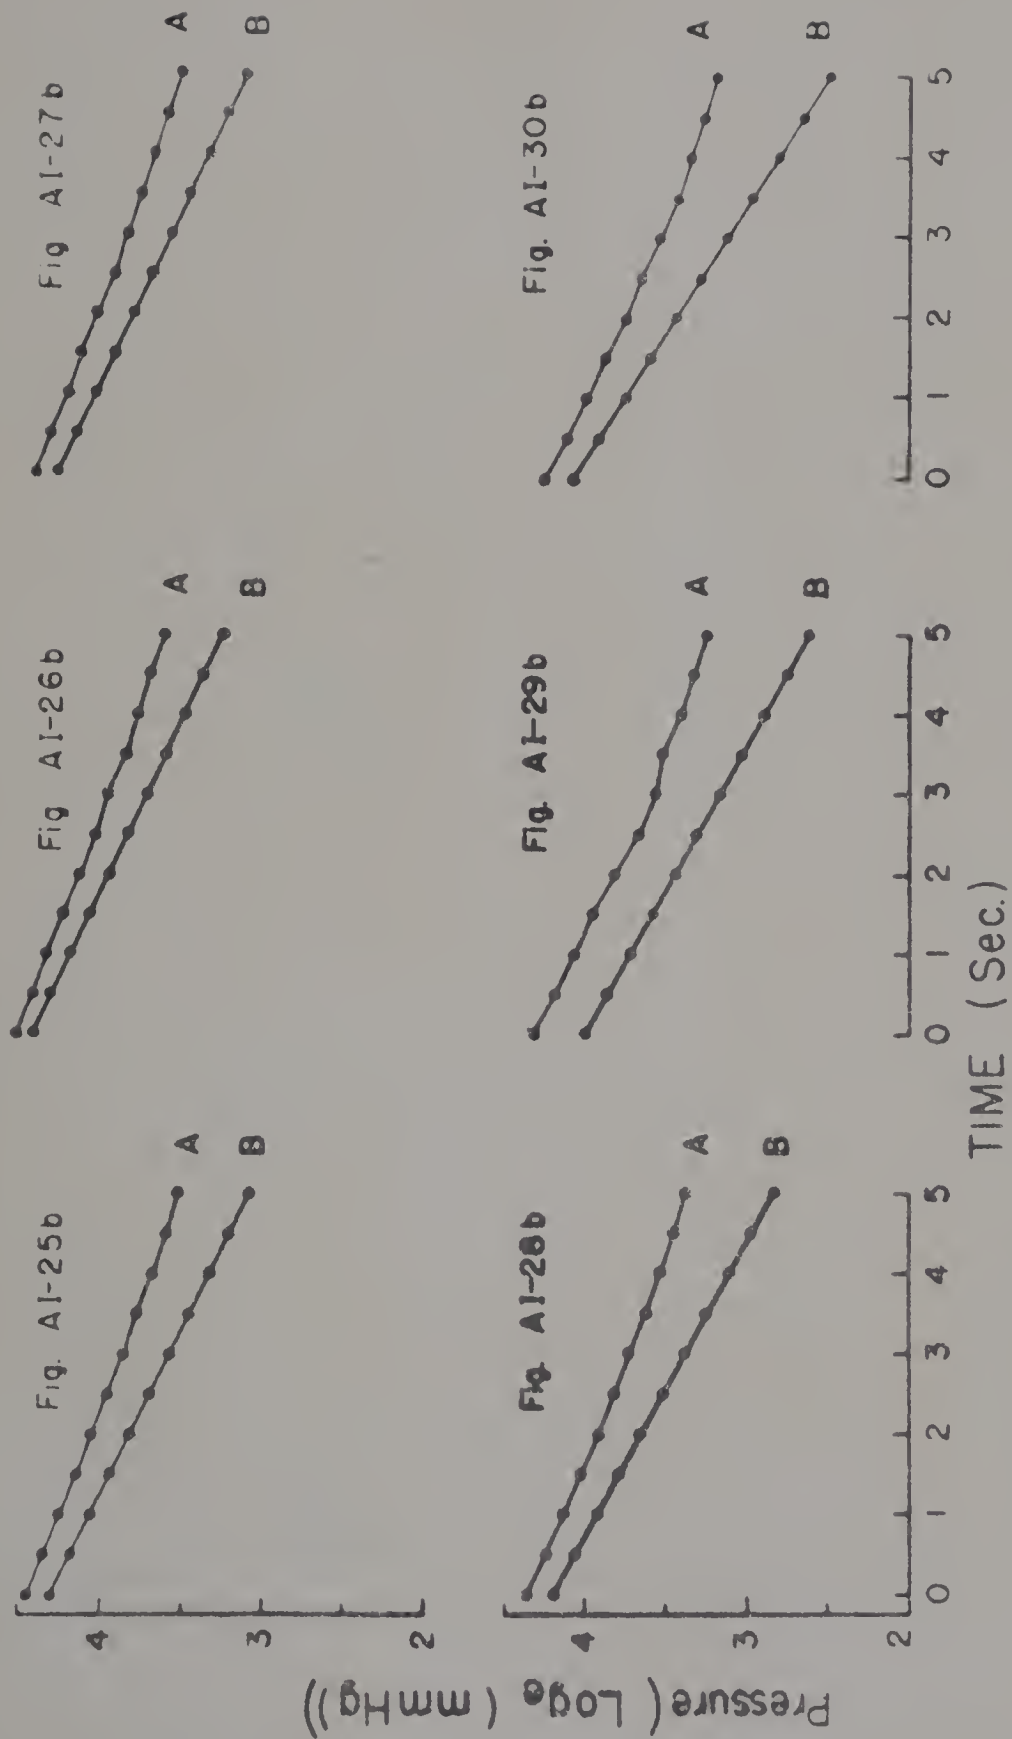 Fig. AI-25b
Fig AI-26b
Fig AI-27b
A
B
A
B
A
B
4
3
2
Fig. AI-28b
Fig. AI-29b
Fig. AI-30b
A
B
A
B
A
B
4
3
2
0 1 2 3 4 5
0 1 2 3 4 5
0 1 2 3 4 5
Pressure (Loge (mmHg))
TIME (Sec.)